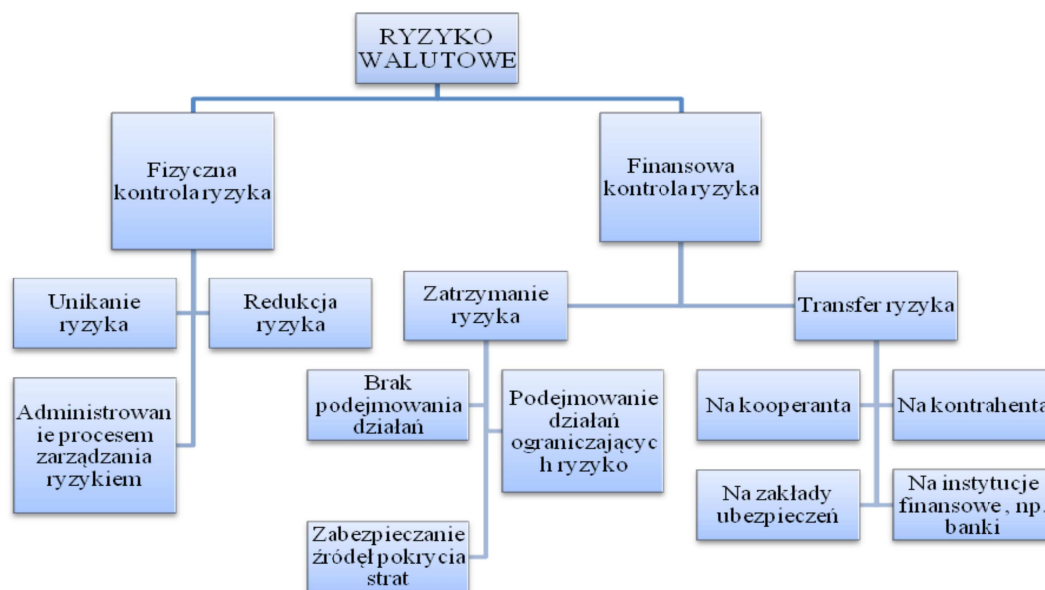 RYZYKO
WALUTOWE
Fizyczna
kontrola ryzyka
Finansowa
kontrola ryzyka
Unikanie
ryzyka
Redukcja
ryzyka
Zatrzymanie
ryzyka
Transfer ryzyka
Administrowan
ie procesem
zarządzania
ryzykiem
Brak
podejmowania
działań
Podejmowanie
działań
ograniczającyc
h ryzyko
Na kooperanta
Na kontrahenta
Zabezpieczanie
źródęł pokrycia
strat
Na zakłady
ubezpieczeń
Na instytucje
finansowe, np.
banki